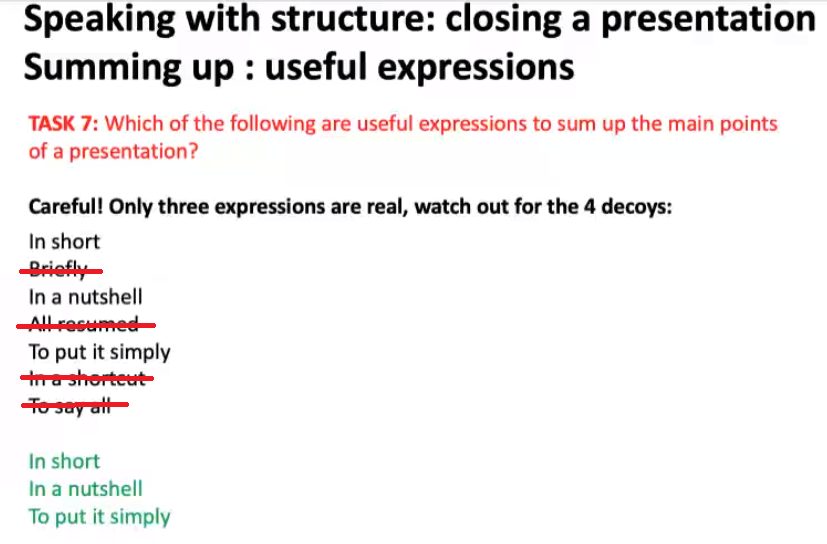 Speaking with structure: closing a presentation
Summing up : useful expressions
TASK 7: Which of the following are useful expressions to sum up the main points
of a presentation?
Careful! Only three expressions are real, watch out for the 4 decoys:
In short
Briefly
In a nutshell
All resumed
To put it simply
In a shortcut
To say all
In short
In a nutshell
To put it simply